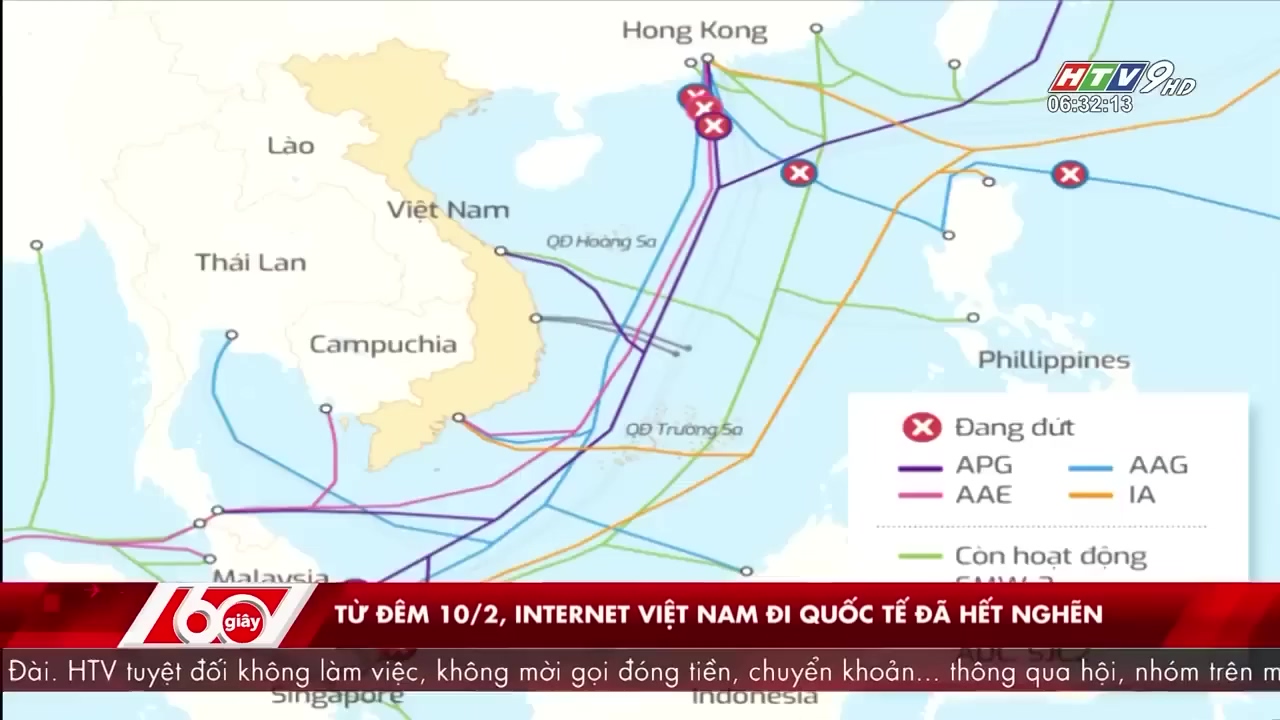 Hong Kong
HTV9 HD
06:32:13
Lào
Việt Nam
QĐ Hoàng Sa
Thái Lan
Campuchia
Phillippines
QĐ Trường Sa
Đang đứt
APG AAG
AAE IA
Còn hoạt động
Malaysia
60 giây
TỪ ĐÊM 10/2, INTERNET VIỆT NAM ĐI QUỐC TẾ ĐÃ HẾT NGHẼN
Đài. HTV tuyệt đối không làm việc, không mời gọi đóng tiền, chuyển khoản... thông qua hội, nhóm trên m
Singapore
Indonesia